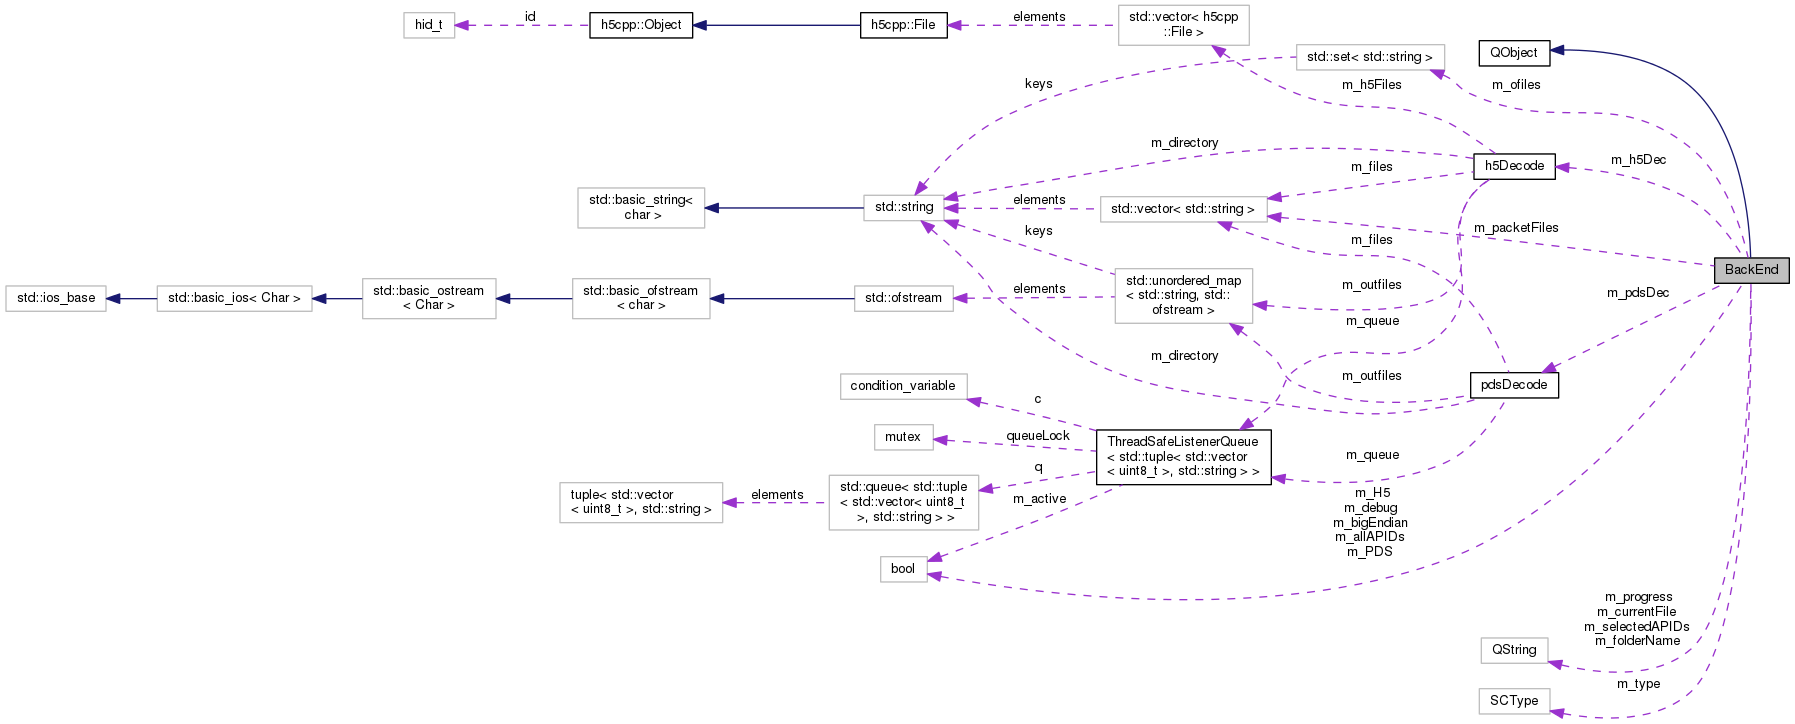 hid_t
id
h5cpp::Object
h5cpp::File
elements
std::vector< h5cpp
::File >
std::set< std::string >
QObject
keys
m_h5Files
m_ofiles
m_directory
h5Decode
m_h5Dec
m_files
std::basic_string<
char >
std::string
elements
std::vector< std::string >
m_packetFiles
keys
m_files
BackEnd
std::ios_base
std::basic_ios< Char >
std::basic_ostream
< Char >
std::basic_ofstream
< char >
std::ofstream
elements
std::unordered_map
< std::string, std::
ofstream >
m_outfiles
m_pdsDec
m_queue
m_directory
m_outfiles
pdsDecode
condition_variable
c
mutex
queueLock
ThreadSafeListenerQueue
< std::tuple< std::vector
< uint8_t >, std::string > >
m_queue
q
tuple< std::vector
< uint8_t >, std::string >
elements
std::queue< std::tuple
< std::vector< uint8_t
>, std::string > >
m_active
m_H5
m_debug
m_bigEndian
m_allAPIDs
m_PDS
bool
m_progress
m_currentFile
m_selectedAPIDs
m_folderName
QString
m_type
SCType